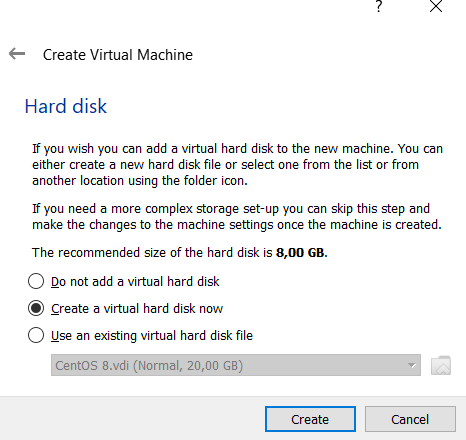 ?
Create Virtual Machine
Hard disk
If you wish you can add a virtual hard disk to the new machine. You can
either create a new hard disk file or select one from the list or from
another location using the folder icon.
If you need a more complex storage set-up you can skip this step and
make the changes to the machine settings once the machine is created.
The recommended size of the hard disk is 8,00 GB.
Do not add a virtual hard disk
Create a virtual hard disk now
Use an existing virtual hard disk file
CentOS 8.vdi (Normal, 20,00 GB)
Create Cancel